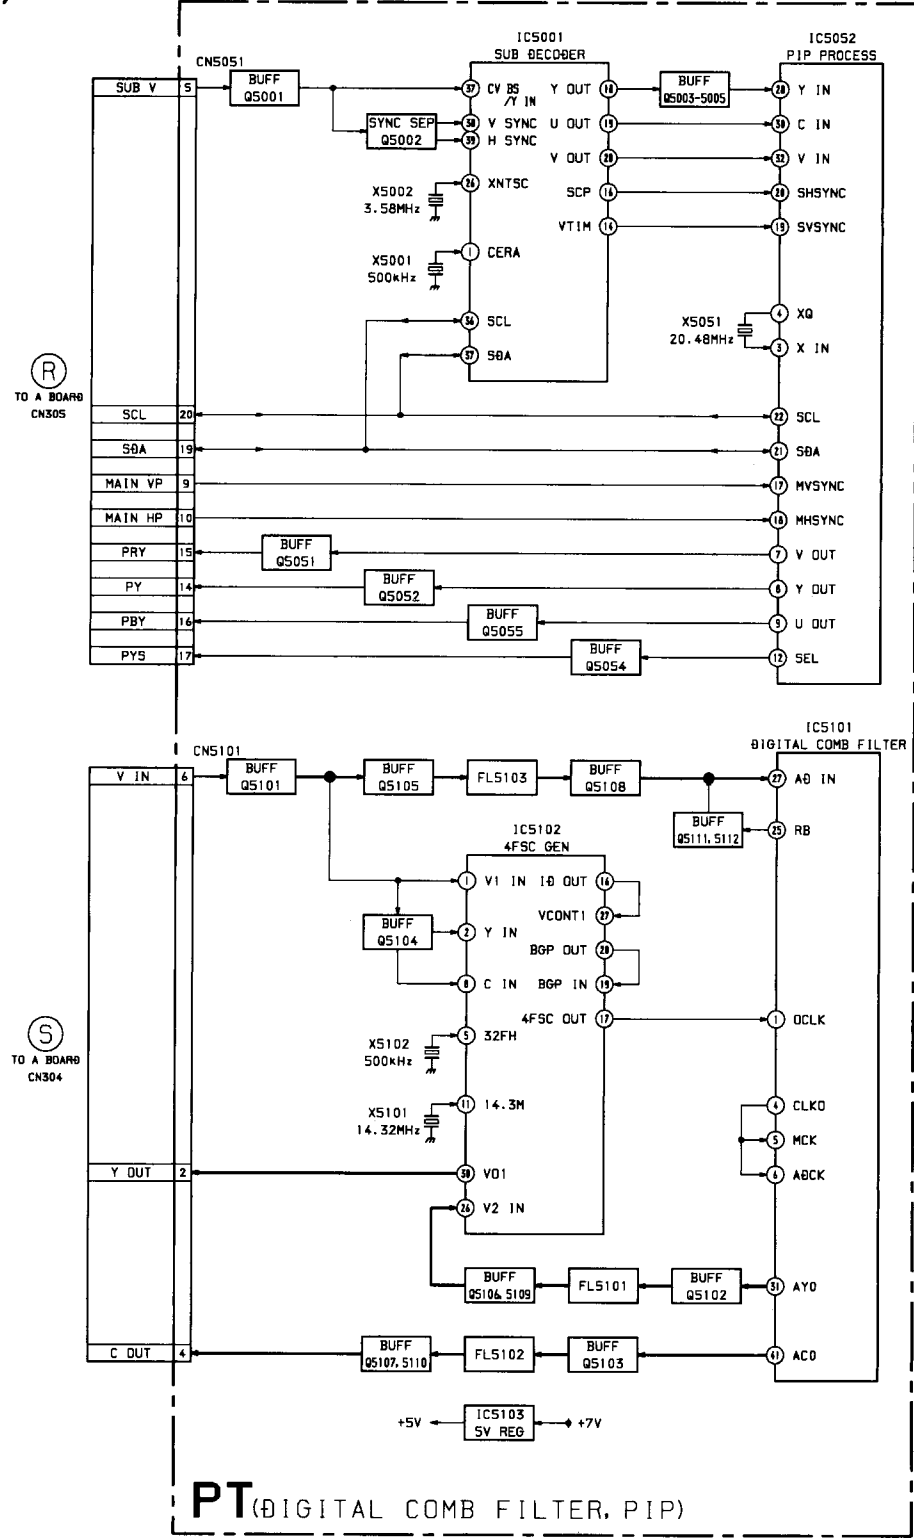 IC5001
SUB DECODER
IC5052
PIP PROCESS
CN5051
SUB V 5
BUFF
Q5001
37 CV BS
/Y IN
Y OUT 18
BUFF
Q5003-5005
28 Y IN
SYNC SEP
Q5002
38 V SYNC
39 H SYNC
U OUT 19
30 C IN
V OUT 20
32 V IN
X5002
3.58MHz
26 XNTSC
SCP 16
20 SHSYNC
VTIM 14
19 SVSYNC
X5001
500kHz
1 CERA
36 SCL
37 SDA
X5051
20.48MHz
4 XQ
3 X IN
R
TO A BOARD
CN305
SCL 20
22 SCL
SDA 19
21 SDA
MAIN VP 9
17 MVSYNC
MAIN HP 10
18 MHSYNC
PRY 15
BUFF
Q5051
7 V OUT
PY 14
BUFF
Q5052
8 Y OUT
PBY 16
BUFF
Q5055
9 U OUT
PYS 17
BUFF
Q5054
12 SEL
IC5101
DIGITAL COMB FILTER
CN5101
V IN 6
BUFF
Q5101
BUFF
Q5105
FL5103
BUFF
Q5108
27 AD IN
BUFF
Q5111, 5112
25 RB
IC5102
4FSC GEN
1 V1 IN
ID OUT 16
VCONT1 27
BUFF
Q5104
2 Y IN
BGP OUT 20
8 C IN
BGP IN 19
4FSC OUT 17
1 OCLK
S
TO A BOARD
CN304
X5102
500kHz
5 32FH
X5101
14.32MHz
11 14.3M
4 CLKO
5 MCK
6 ADCK
Y OUT 2
30 VO1
26 V2 IN
BUFF
Q5106, 5109
FL5101
BUFF
Q5102
31 AYO
C OUT 4
BUFF
Q5107, 5110
FL5102
BUFF
Q5103
41 ACO
+5V
IC5103
5V REG
+7V
PT (DIGITAL COMB FILTER, PIP)